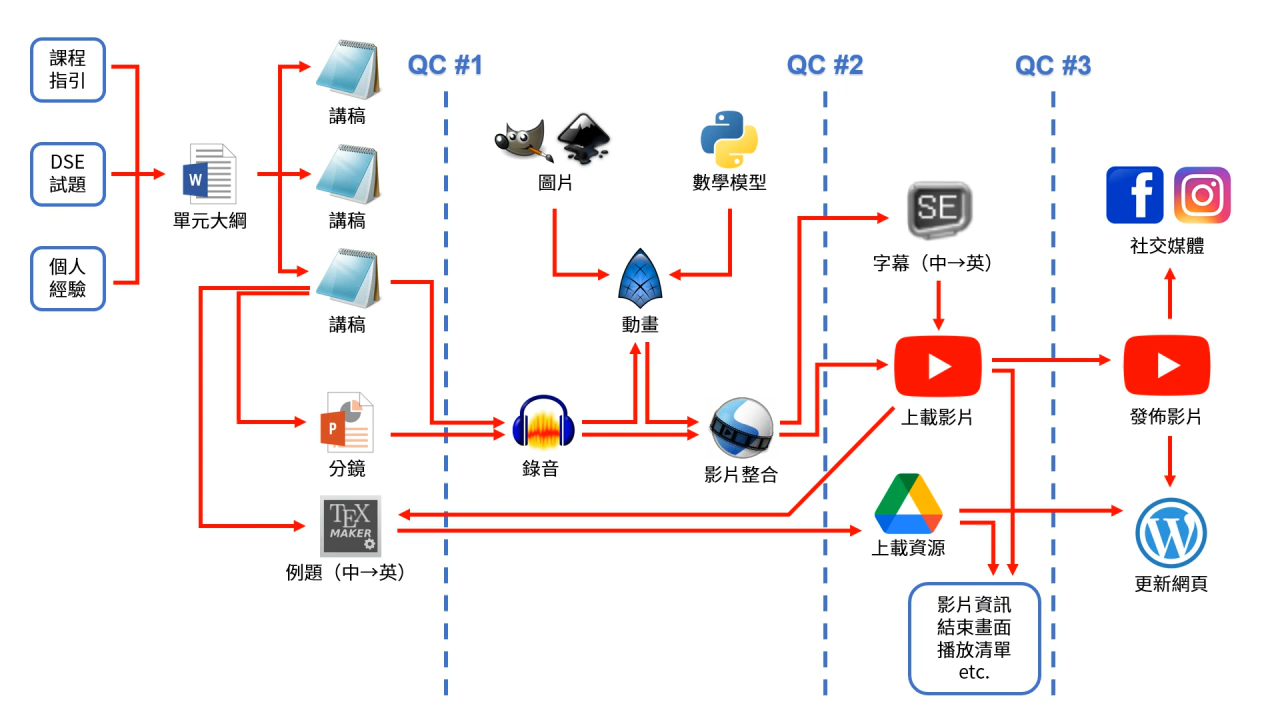 課程
指引
DSE
試題
個人
經驗
W
單元大綱
講稿
講稿
講稿
P
分鏡
TEX
MAKER
例題（中→英）
QC #1
圖片
數學模型
動畫
錄音
影片整合
QC #2
SE
字幕（中→英）
上載影片
上載資源
影片資訊
結束畫面
播放清單
etc.
QC #3
f
社交媒體
發佈影片
W
更新網頁